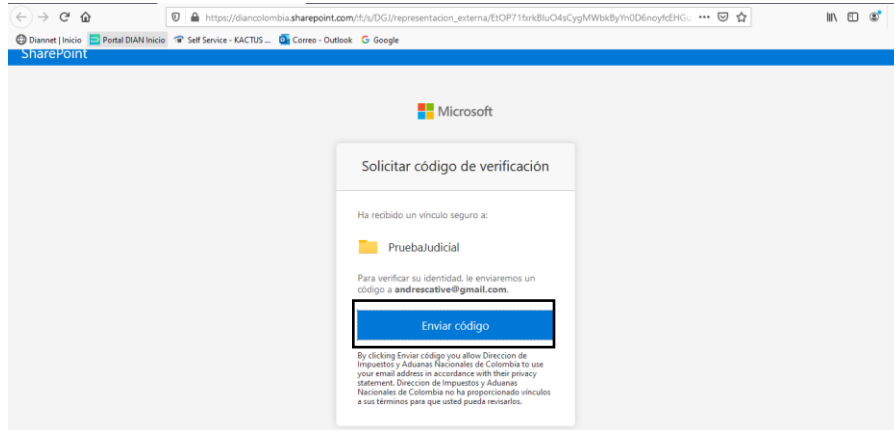 https://diancolombia.sharepoint.com/:f:/s/DGJ/representacion_externa/
Diannet | Inicio Portal DIAN Inicio Self Service - KACTUS ... Correo - Outlook Google
SharePoint
Microsoft
Solicitar código de verificación
Ha recibido un vínculo seguro a:
PruebaJudicial
Para verificar su identidad, le enviaremos un
código a andrescative@gmail.com.
Enviar código
By clicking Enviar código you allow Direccion de
Impuestos y Aduanas Nacionales de Colombia to use
your email address in accordance with their privacy
statement. Direccion de Impuestos y Aduanas
Nacionales de Colombia no ha proporcionado vínculos
a sus términos para que usted pueda revisarlos.